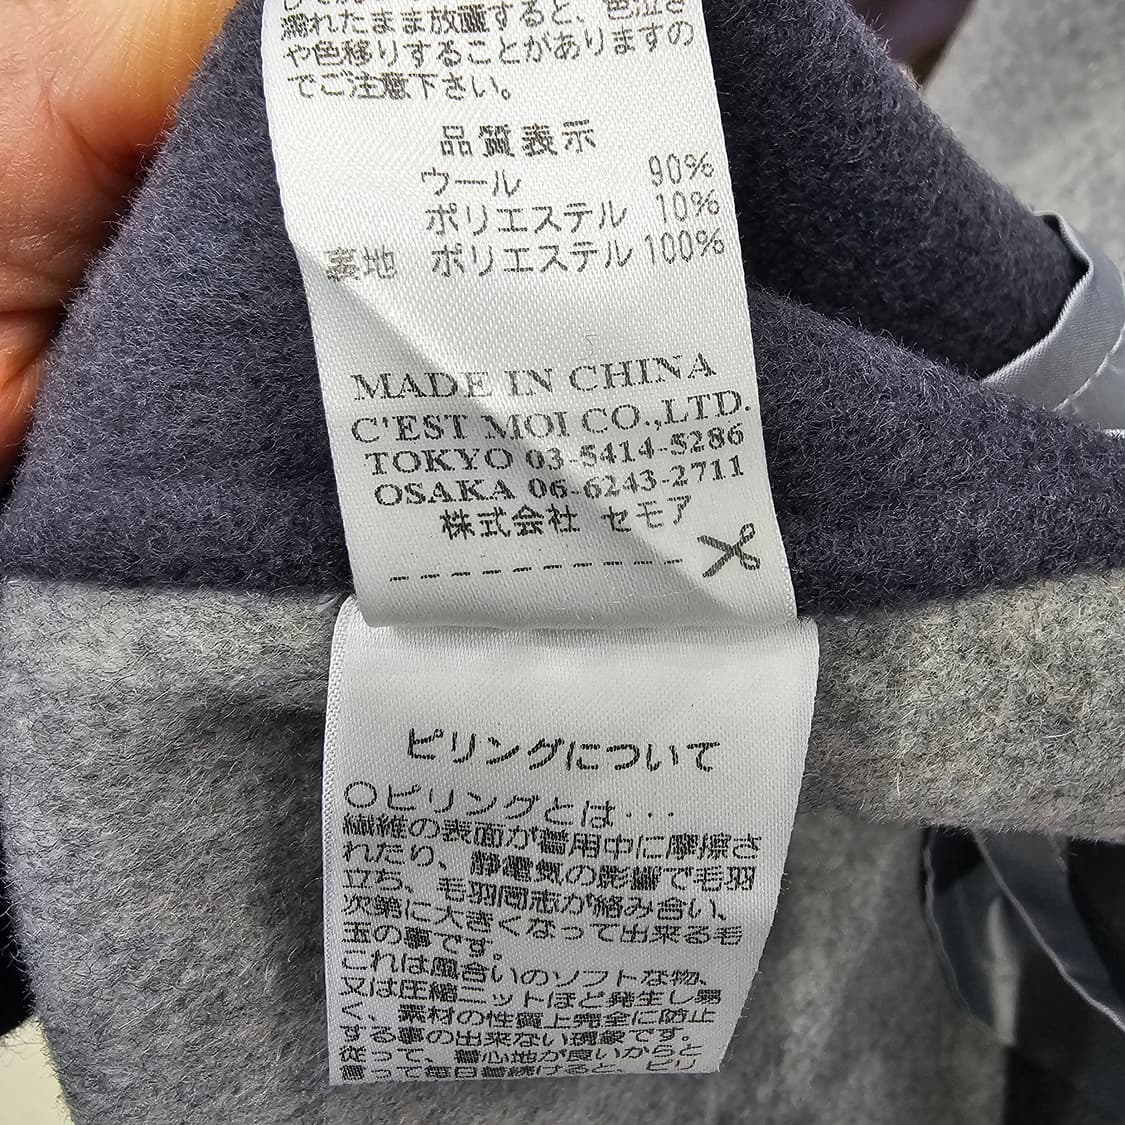 濡れたまま放置すると、色泣き
や色移りすることがありますの
でご注意下さい。
品質表示
ウール 90%
ポリエステル 10%
裏地 ポリエステル 100%
MADE IN CHINA
C'EST MOI CO.,LTD.
TOKYO 03-5414-5286
OSAKA 06-6243-2711
株式会社 セモア
ピリングについて
○ピリングとは・・・
繊維の表面が着用中に摩擦さ
れたり、静電気の影響で毛羽
立ち、毛羽同志が絡み合い、
次第に大きくなって出来る毛
玉の事です。
これは風合いのソフトな物、
又は圧縮ニットほど発生し易
く、素材の性質上完全に防止
する事の出来ない現象です。
従って、着心地が良いからと
言って毎日着続けると、ピリ